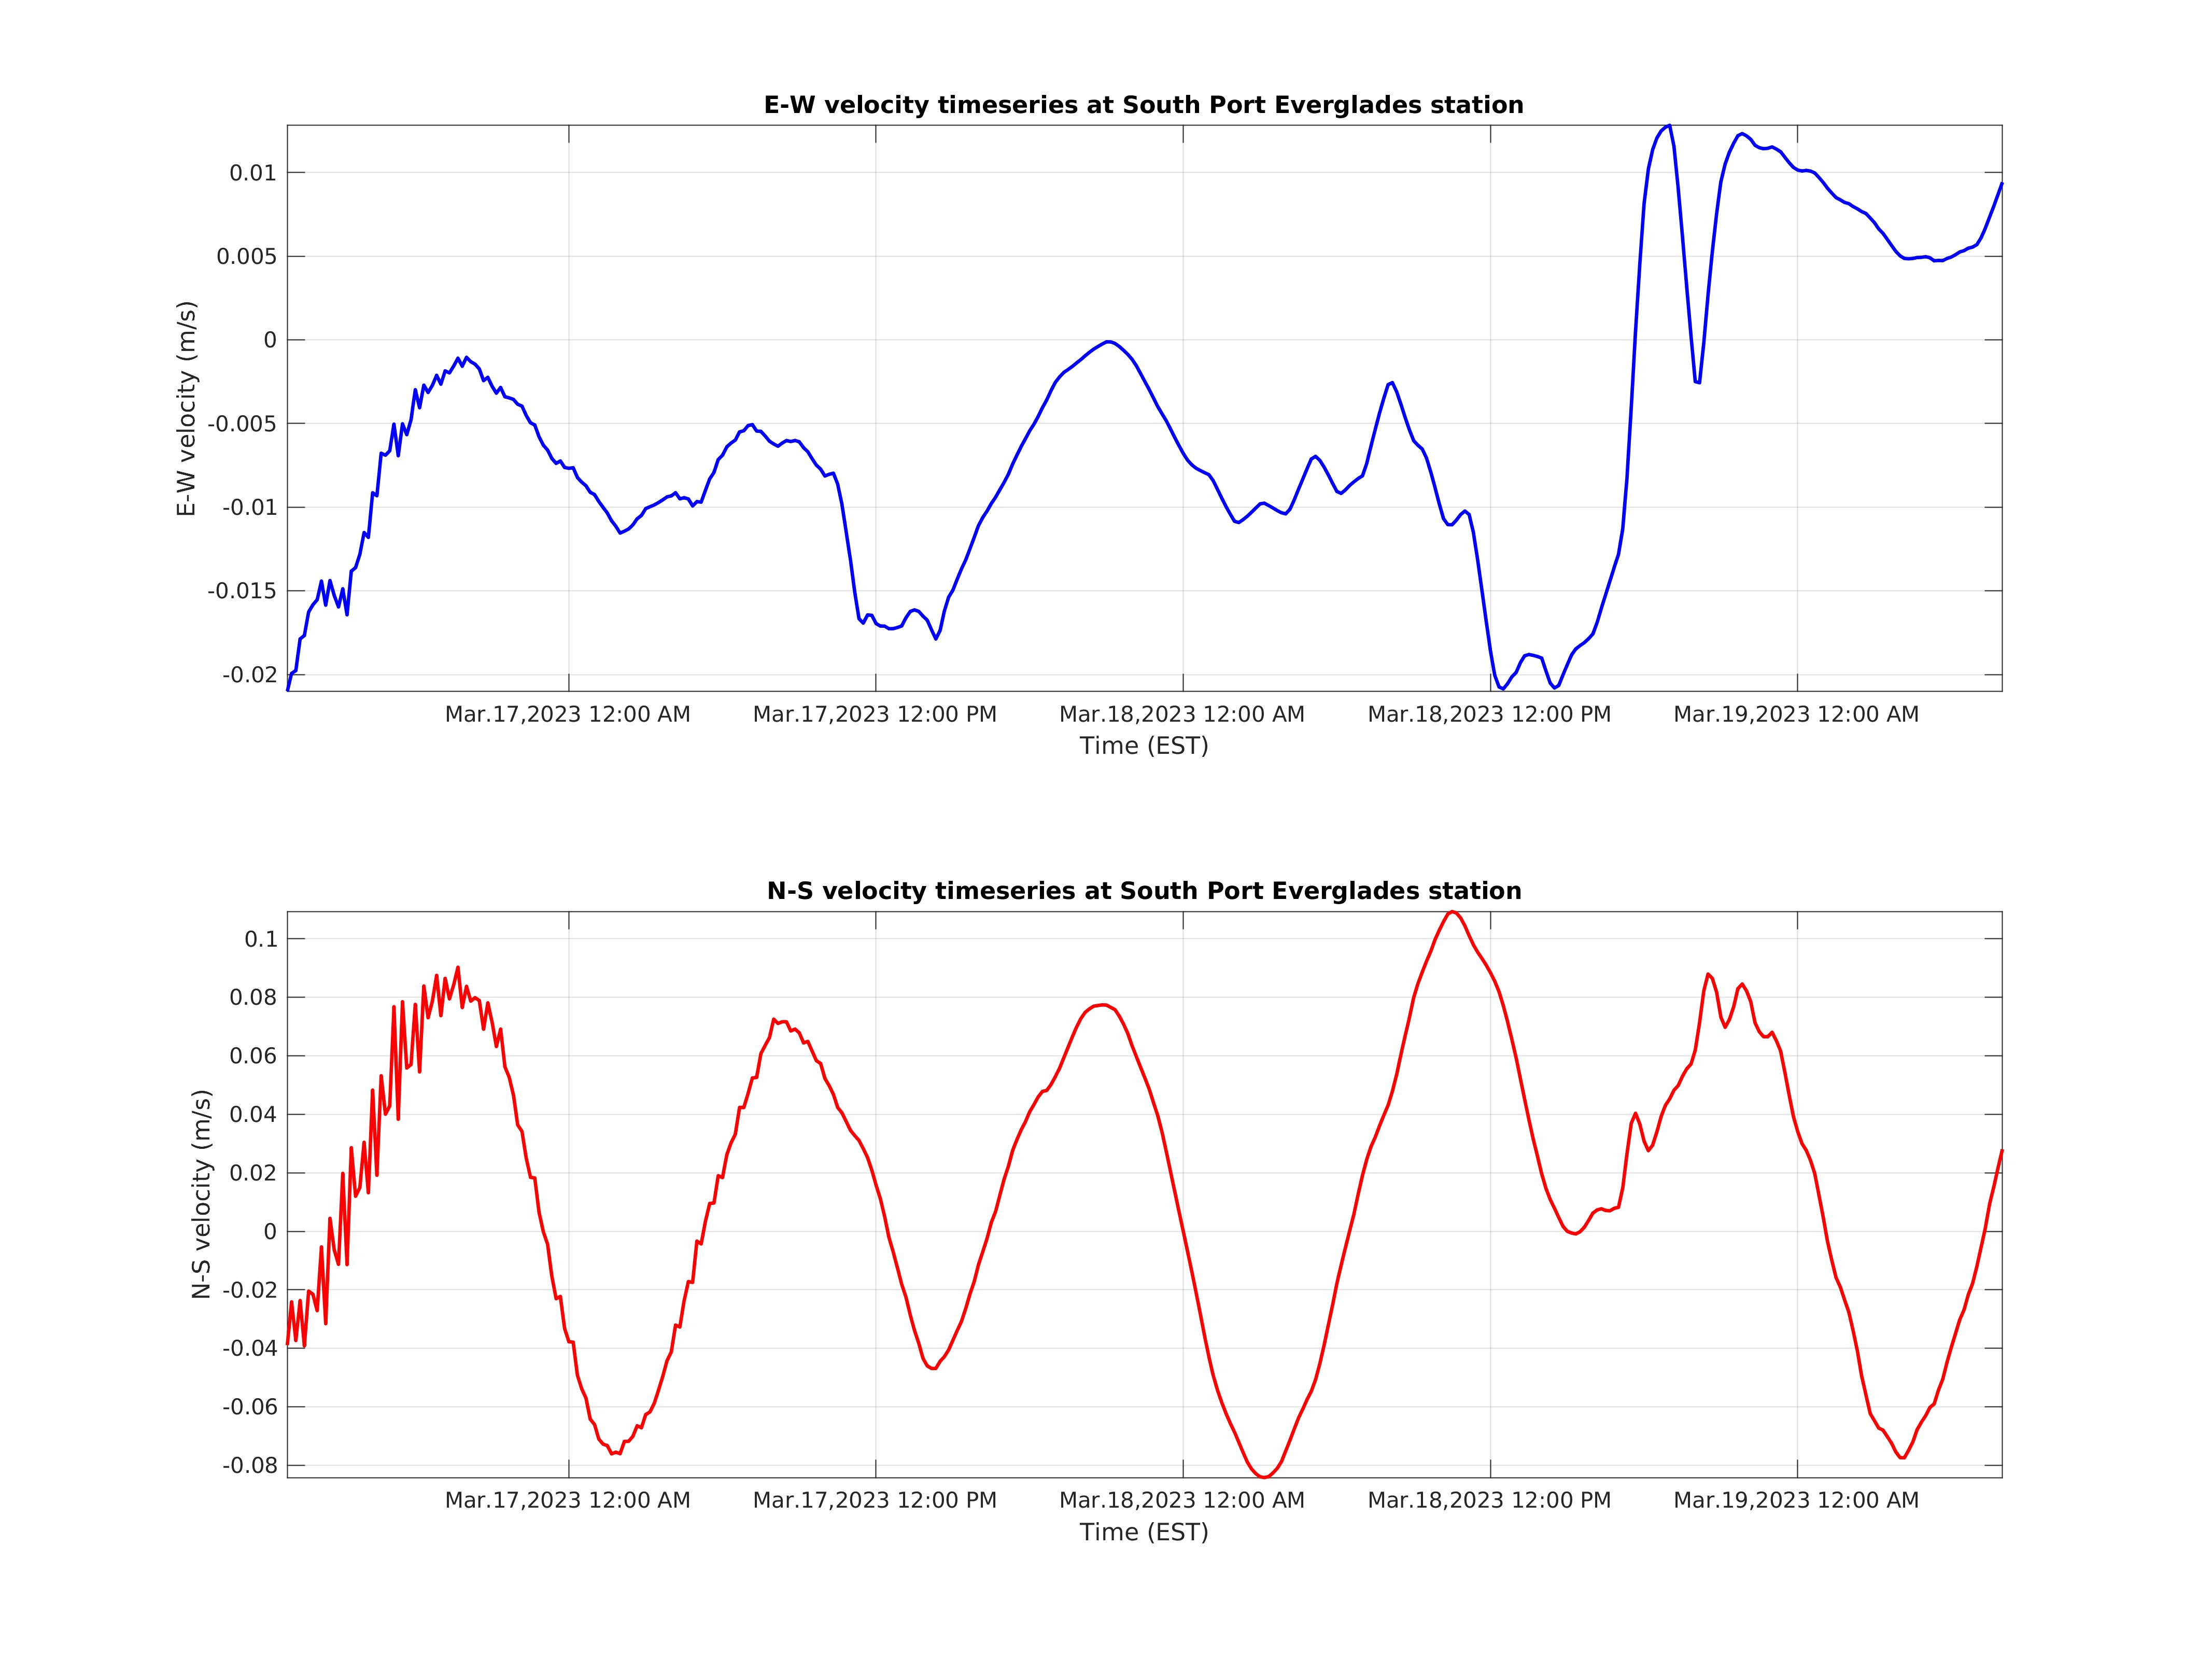 E-W velocity timeseries at South Port Everglades station
E-W velocity (m/s)
0.01
0.005
0
-0.005
-0.01
-0.015
-0.02
Mar.17,2023 12:00 AM Mar.17,2023 12:00 PM Mar.18,2023 12:00 AM Mar.18,2023 12:00 PM Mar.19,2023 12:00 AM
Time (EST)
N-S velocity timeseries at South Port Everglades station
N-S velocity (m/s)
0.1
0.08
0.06
0.04
0.02
0
-0.02
-0.04
-0.06
-0.08
Mar.17,2023 12:00 AM Mar.17,2023 12:00 PM Mar.18,2023 12:00 AM Mar.18,2023 12:00 PM Mar.19,2023 12:00 AM
Time (EST)